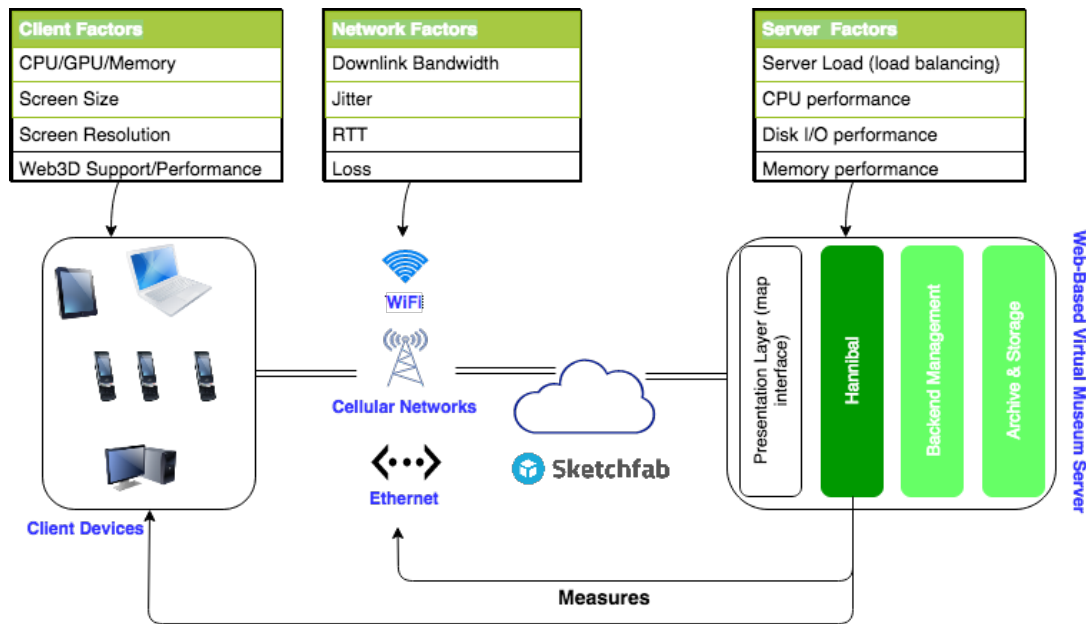 Client Factors
CPU/GPU/Memory
Screen Size
Screen Resolution
Web3D Support/Performance
Network Factors
Downlink Bandwidth
Jitter
RTT
Loss
Server  Factors
Server Load (load balancing)
CPU performance
Disk I/O performance
Memory performance
Client Devices
WiFi
Cellular Networks
Ethernet
Sketchfab
Presentation Layer (map
interface)
Hannibal
Backend Management
Archive & Storage
Web-Based Virtual Museum Server
Measures